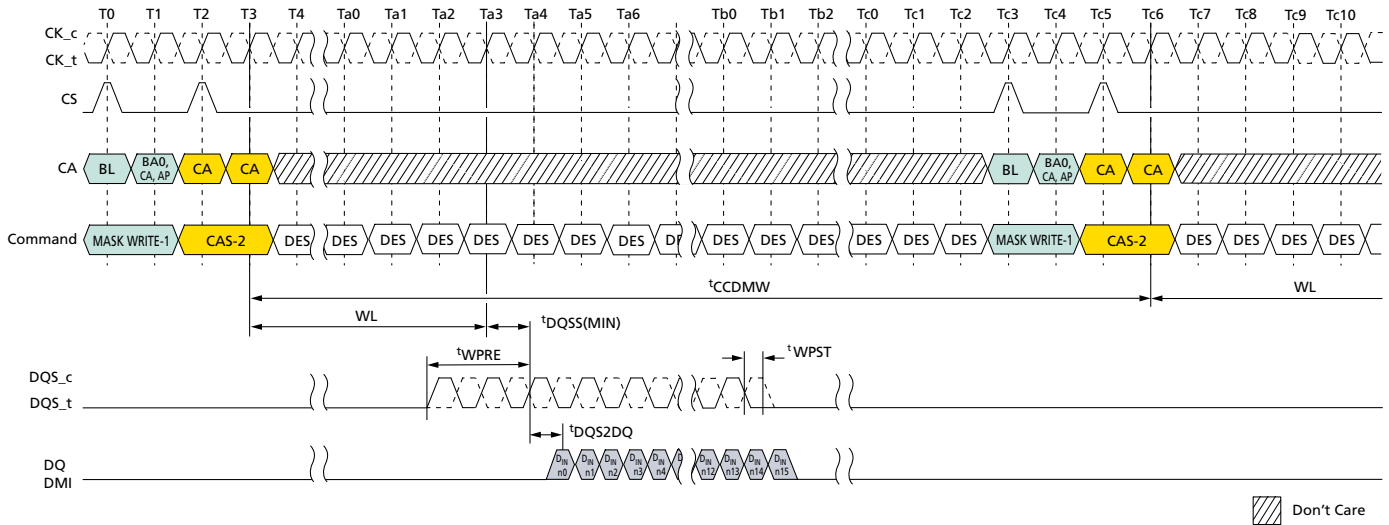 T0 T1 T2 T3 T4 Ta0 Ta1 Ta2 Ta3 Ta4 Ta5 Ta6 Tb0 Tb1 Tb2 Tc0 Tc1 Tc2 Tc3 Tc4 Tc5 Tc6 Tc7 Tc8 Tc9 Tc10
CK_c
CK_t
CS
CA BL BA0, CA, AP CA CA BL BA0, CA, AP CA CA
Command MASK WRITE-1 CAS-2 DES DES DES DES DES DES DES DES DES DES DES DES DES DES MASK WRITE-1 CAS-2 DES DES DES DES
tCCDMW WL
WL tDQSS(MIN)
tWPRE tWPST
DQS_c
DQS_t
tDQS2DQ
DQ
DMI
DIN n0 DIN n1 DIN n2 DIN n3 DIN n4 DIN n12 DIN n13 DIN n14 DIN n15
Don't Care